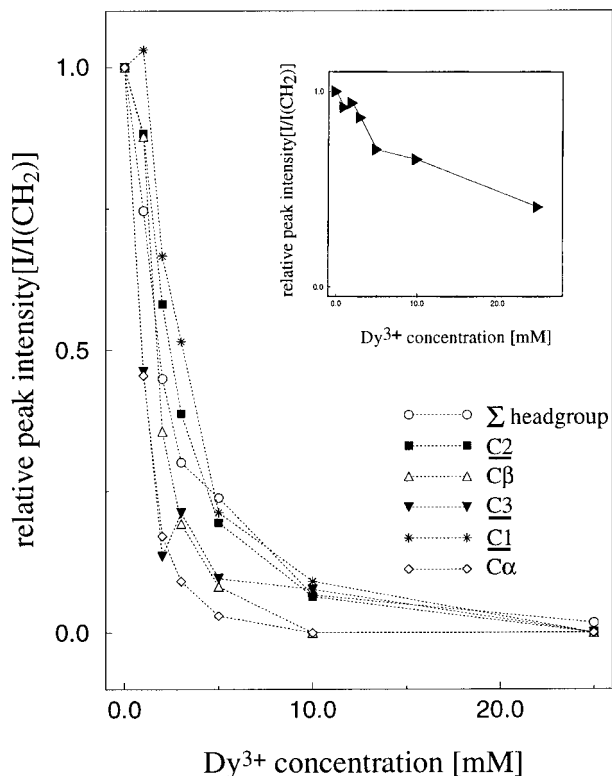 relative peak intensity[I/I(CH₂)]
1.0
0.5
0.0
0.0
10.0
20.0
Dy³⁺ concentration [mM]
relative peak intensity[I/I(CH₂)]
1.0
0.0
0.0
10.0
20.0
Dy³⁺ concentration [mM]
Σ headgroup
C2
Cβ
C3
C1
Cα